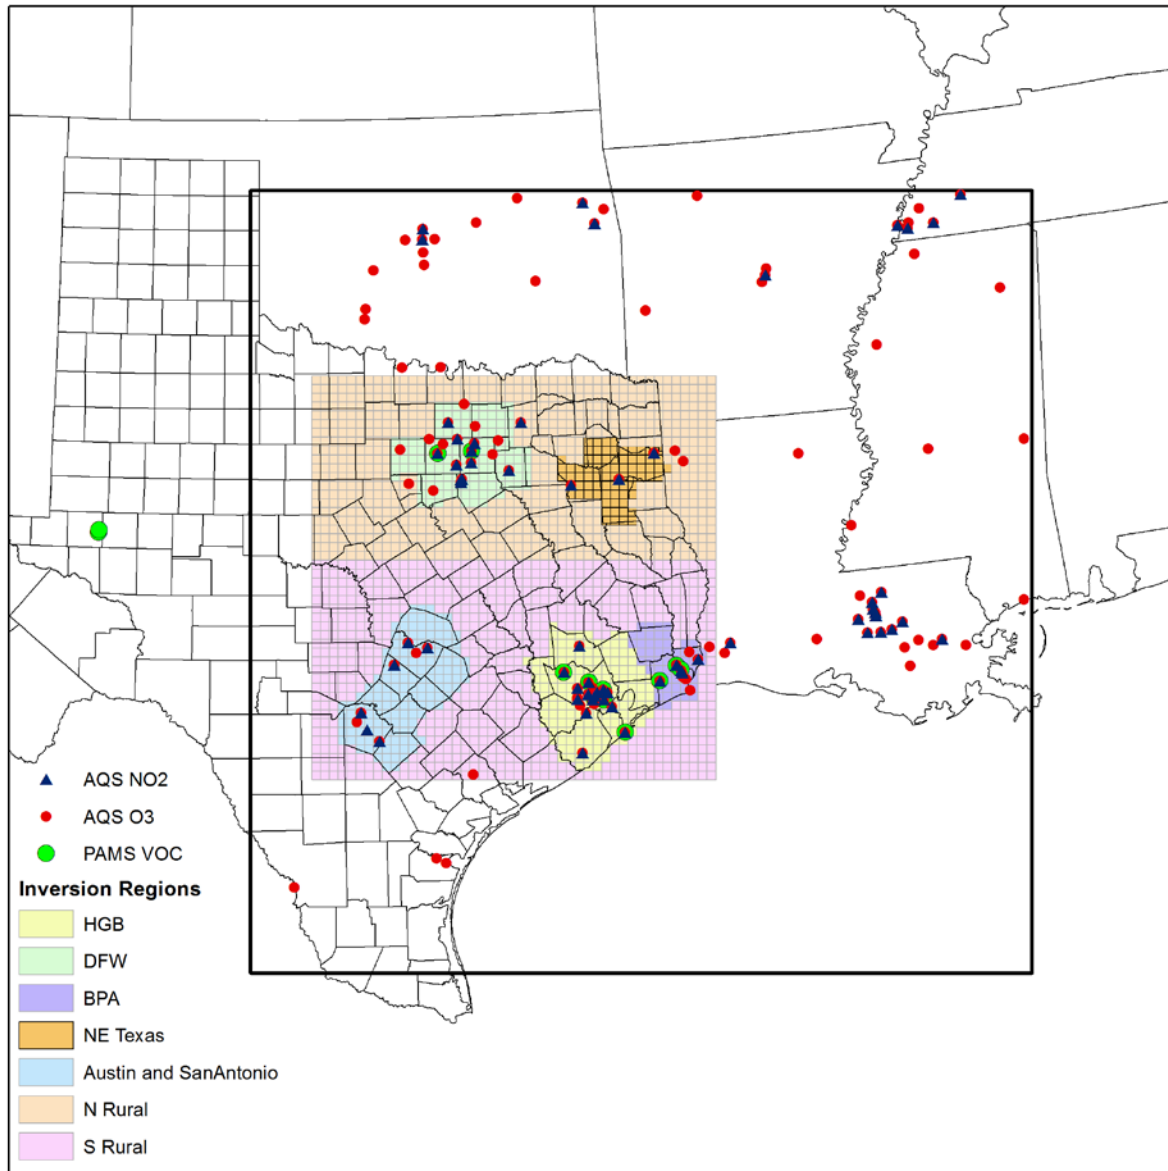 AQS NO2
AQS O3
PAMS VOC
Inversion Regions
HGB
DFW
BPA
NE Texas
Austin and SanAntonio
N Rural
S Rural